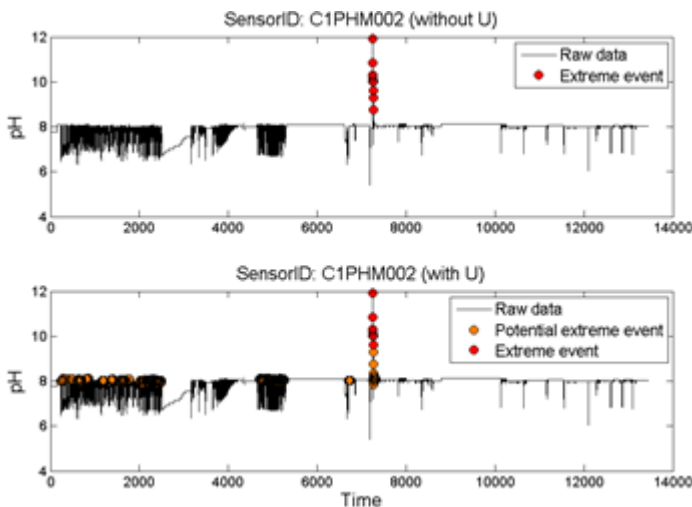 SensorID: C1PHM002 (without U)
12
10
8
6
4
pH
Raw data
Extreme event
0 2000 4000 6000 8000 10000 12000 14000
SensorID: C1PHM002 (with U)
12
10
8
6
4
pH
Raw data
Potential extreme event
Extreme event
0 2000 4000 6000 8000 10000 12000 14000
Time